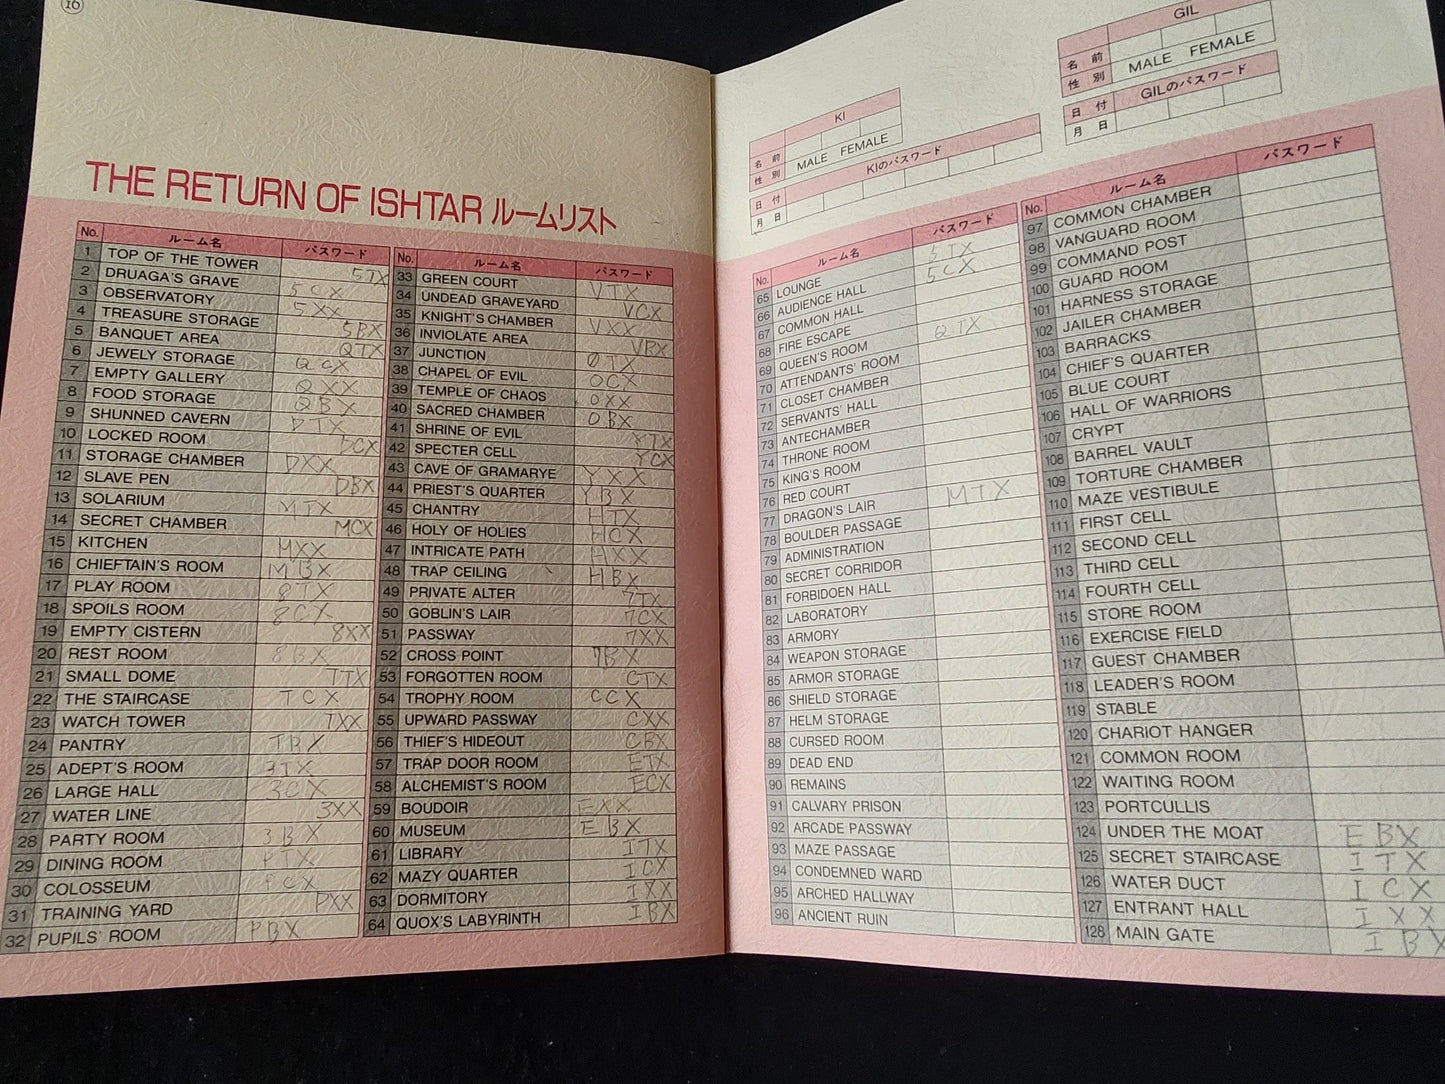 16
THE RETURN OF ISHTAR ルームリスト
No. ルーム名 パスワード
1 TOP OF THE TOWER 5TX
2 DRUAGA'S GRAVE 5CX
3 OBSERVATORY 5XX
4 TREASURE STORAGE 5BX
5 BANQUET AREA QTX
6 JEWELY STORAGE QCX
7 EMPTY GALLERY QXX
8 FOOD STORAGE QBX
9 SHUNNED CAVERN DTX
10 LOCKED ROOM DCX
11 STORAGE CHAMBER DXX
12 SLAVE PEN DBX
13 SOLARIUM MTX
14 SECRET CHAMBER MCX
15 KITCHEN MXX
16 CHIEFTAIN'S ROOM MBX
17 PLAY ROOM 8TX
18 SPOILS ROOM 8CX
19 EMPTY CISTERN 8XX
20 REST ROOM 8BX
21 SMALL DOME TTX
22 THE STAIRCASE TCX
23 WATCH TOWER TXX
24 PANTRY TBX
25 ADEPT'S ROOM 3TX
26 LARGE HALL 3CX
27 WATER LINE 3XX
28 PARTY ROOM 3BX
29 DINING ROOM PTX
30 COLOSSEUM PCX
31 TRAINING YARD PXX
32 PUPILS' ROOM PBX
No. ルーム名 パスワード
33 GREEN COURT VTX
34 UNDEAD GRAVEYARD VCX
35 KNIGHT'S CHAMBER VXX
36 INVIOLATE AREA VBX
37 JUNCTION ØTX
38 CHAPEL OF EVIL OCX
39 TEMPLE OF CHAOS OXX
40 SACRED CHAMBER OBX
41 SHRINE OF EVIL YTX
42 SPECTER CELL YCX
43 CAVE OF GRAMARYE YXX
44 PRIEST'S QUARTER YBX
45 CHANTRY HTX
46 HOLY OF HOLIES HCX
47 INTRICATE PATH HXX
48 TRAP CEILING HBX
49 PRIVATE ALTER 7TX
50 GOBLIN'S LAIR 7CX
51 PASSWAY 7XX
52 CROSS POINT 7BX
53 FORGOTTEN ROOM CTX
54 TROPHY ROOM CCX
55 UPWARD PASSWAY CXX
56 THIEF'S HIDEOUT CBX
57 TRAP DOOR ROOM ETX
58 ALCHEMIST'S ROOM ECX
59 BOUDOIR EXX
60 MUSEUM EBX
61 LIBRARY ITX
62 MAZY QUARTER ICX
63 DORMITORY IXX
64 QUOX'S LABYRINTH IBX
KI
名前
性別 MALE FEMALE
日付 KIのパスワード
月日
GIL
名前
性別 MALE FEMALE
日付 GILのパスワード
月日
No. ルーム名 パスワード
65 LOUNGE 5TX
66 AUDIENCE HALL 5CX
67 COMMON HALL
68 FIRE ESCAPE
69 QUEEN'S ROOM QTX
70 ATTENDANTS' ROOM
71 CLOSET CHAMBER
72 SERVANTS' HALL
73 ANTECHAMBER
74 THRONE ROOM
75 KING'S ROOM
76 RED COURT
77 DRAGON'S LAIR MTX
78 BOULDER PASSAGE
79 ADMINISTRATION
80 SECRET CORRIDOR
81 FORBIDOEN HALL
82 LABORATORY
83 ARMORY
84 WEAPON STORAGE
85 ARMOR STORAGE
86 SHIELD STORAGE
87 HELM STORAGE
88 CURSED ROOM
89 DEAD END
90 REMAINS
91 CALVARY PRISON
92 ARCADE PASSWAY
93 MAZE PASSAGE
94 CONDEMNED WARD
95 ARCHED HALLWAY
96 ANCIENT RUIN
No. ルーム名 パスワード
97 COMMON CHAMBER
98 VANGUARD ROOM
99 COMMAND POST
100 GUARD ROOM
101 HARNESS STORAGE
102 JAILER CHAMBER
103 BARRACKS
104 CHIEF'S QUARTER
105 BLUE COURT
106 HALL OF WARRIORS
107 CRYPT
108 BARREL VAULT
109 TORTURE CHAMBER
110 MAZE VESTIBULE
111 FIRST CELL
112 SECOND CELL
113 THIRD CELL
114 FOURTH CELL
115 STORE ROOM
116 EXERCISE FIELD
117 GUEST CHAMBER
118 LEADER'S ROOM
119 STABLE
120 CHARIOT HANGER
121 COMMON ROOM
122 WAITING ROOM
123 PORTCULLIS
124 UNDER THE MOAT EBX
125 SECRET STAIRCASE ITX
126 WATER DUCT ICX
127 ENTRANT HALL IXX
128 MAIN GATE IBX